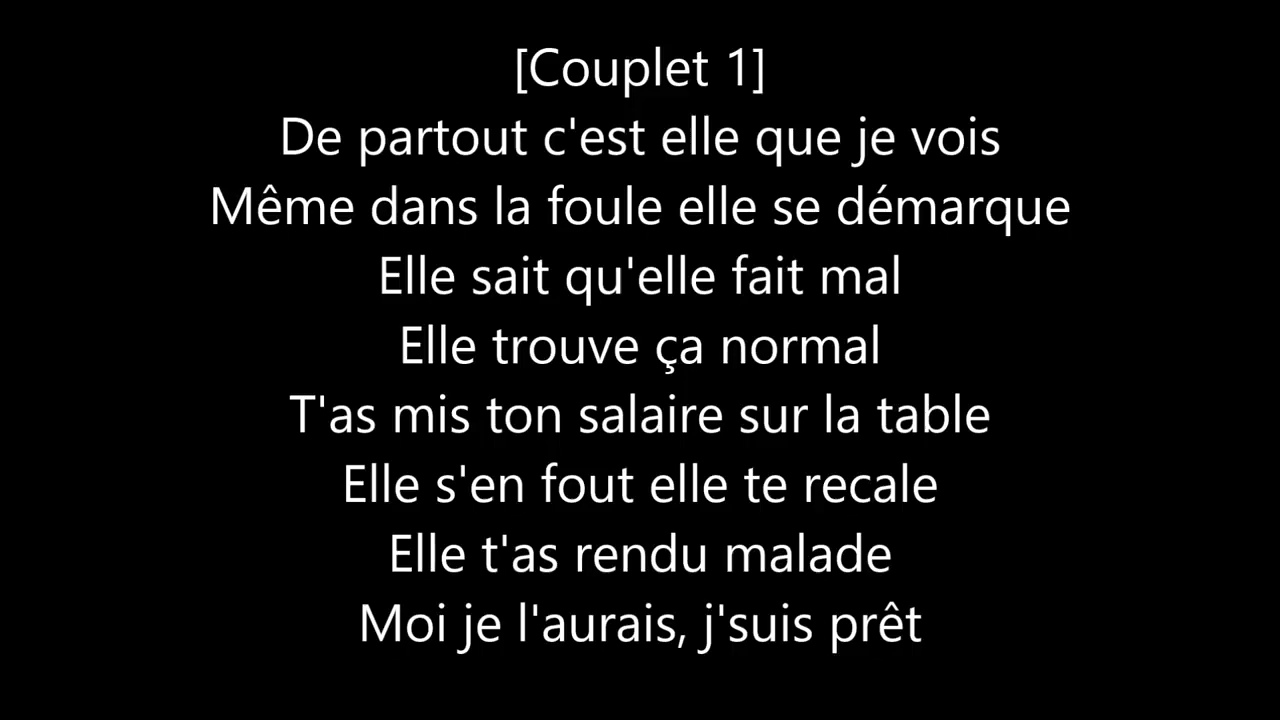 [Couplet 1]
De partout c'est elle que je vois
Même dans la foule elle se démarque
Elle sait qu'elle fait mal
Elle trouve ça normal
T'as mis ton salaire sur la table
Elle s'en fout elle te recale
Elle t'as rendu malade
Moi je l'aurais, j'suis prêt